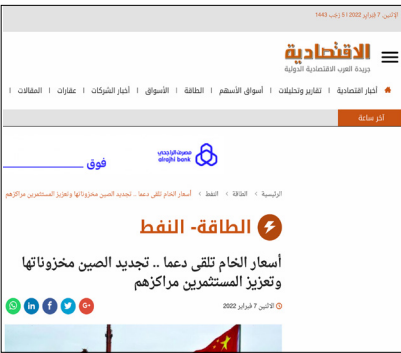 الإثنين, 7 فبراير 2022 | 5 رجب 1443
الاقتصادية
جريدة العرب الاقتصادية الدولية
أخبار اقتصادية | تقارير وتحليلات | أسواق الأسهم | الطاقة | الأسواق | أخبار الشركات | عقارات | المقالات |
آخر ساعة
مصرف الراجحي
alrajhi bank
فوق
الرئيسية > الطاقة > النفط > أسعار الخام تلقى دعما .. تجديد الصين مخزوناتها وتعزيز المستثمرين مراكزهم
الطاقة- النفط
أسعار الخام تلقى دعما .. تجديد الصين مخزوناتها
وتعزيز المستثمرين مراكزهم
الاثنين 7 فبراير 2022